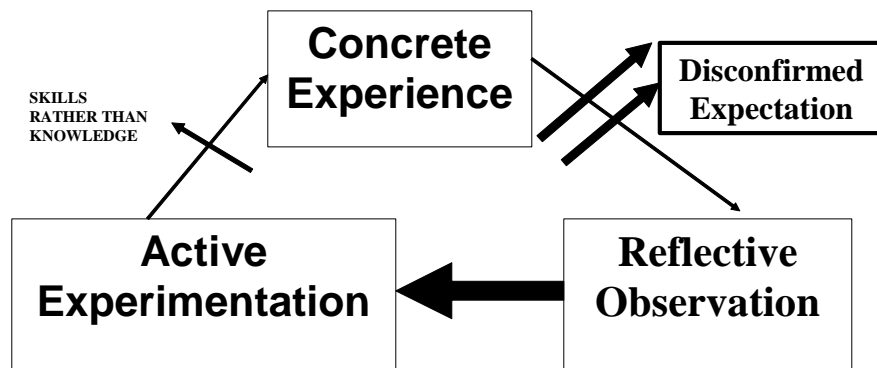 Concrete
Experience
Disconfirmed
Expectation
SKILLS
RATHER THAN
KNOWLEDGE
Active
Experimentation
Reflective
Observation